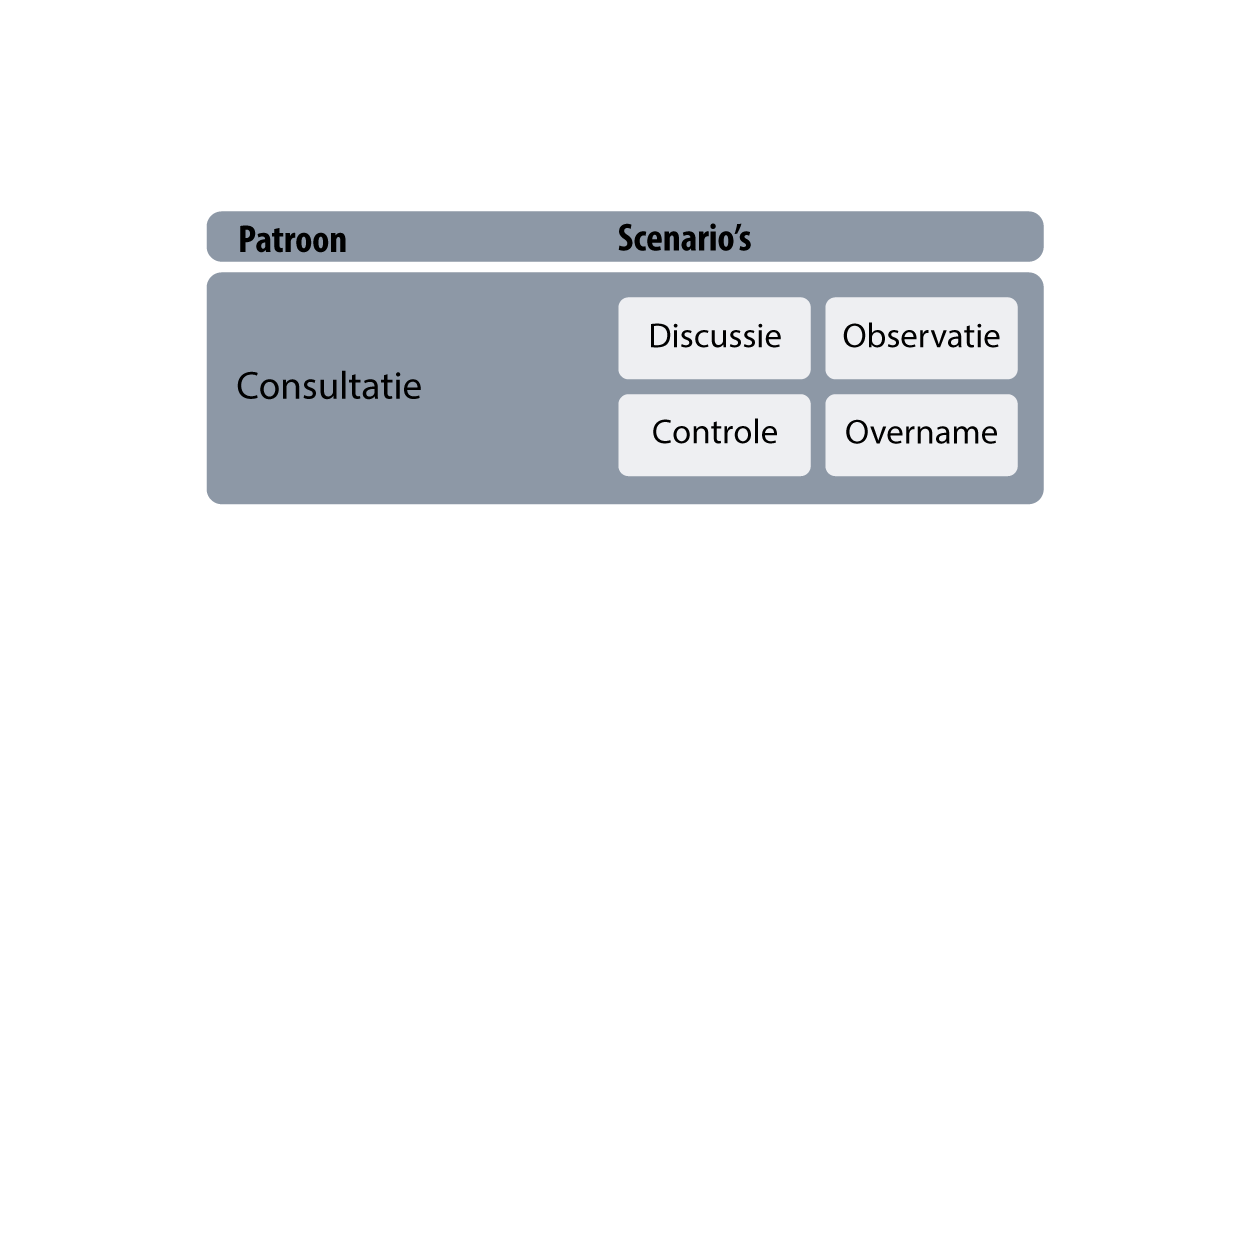 Patroon Scenario’s
Discussie Observatie
Consultatie
Controle Overname